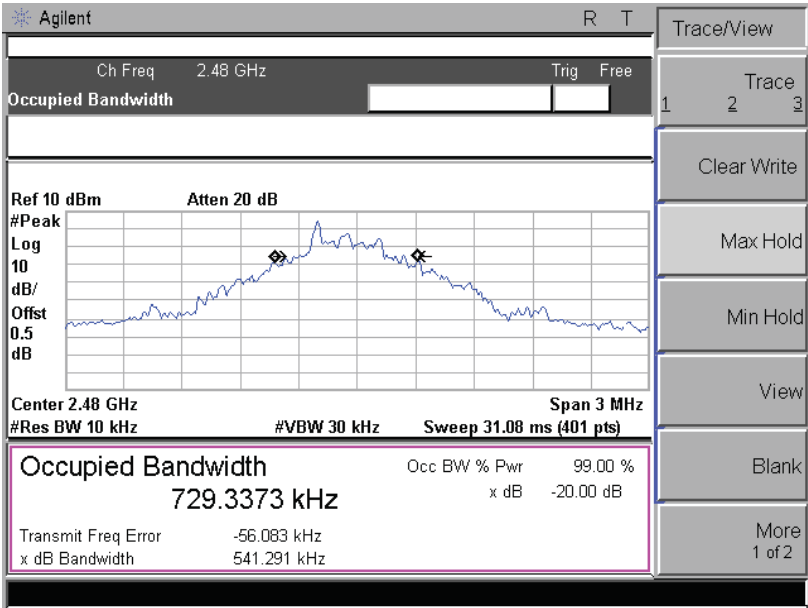 Agilent R T
Ch Freq 2.48 GHz Trig Free
Occupied Bandwidth
Ref 10 dBm Atten 20 dB
#Peak
Log
10
dB/
Offst
0.5
dB
Center 2.48 GHz Span 3 MHz
#Res BW 10 kHz #VBW 30 kHz Sweep 31.08 ms (401 pts)
Occupied Bandwidth Occ BW % Pwr 99.00 %
729.3373 kHz x dB -20.00 dB
Transmit Freq Error -56.083 kHz
x dB Bandwidth 541.291 kHz
Trace/View
Trace
1 2 3
Clear Write
Max Hold
Min Hold
View
Blank
More
1 of 2